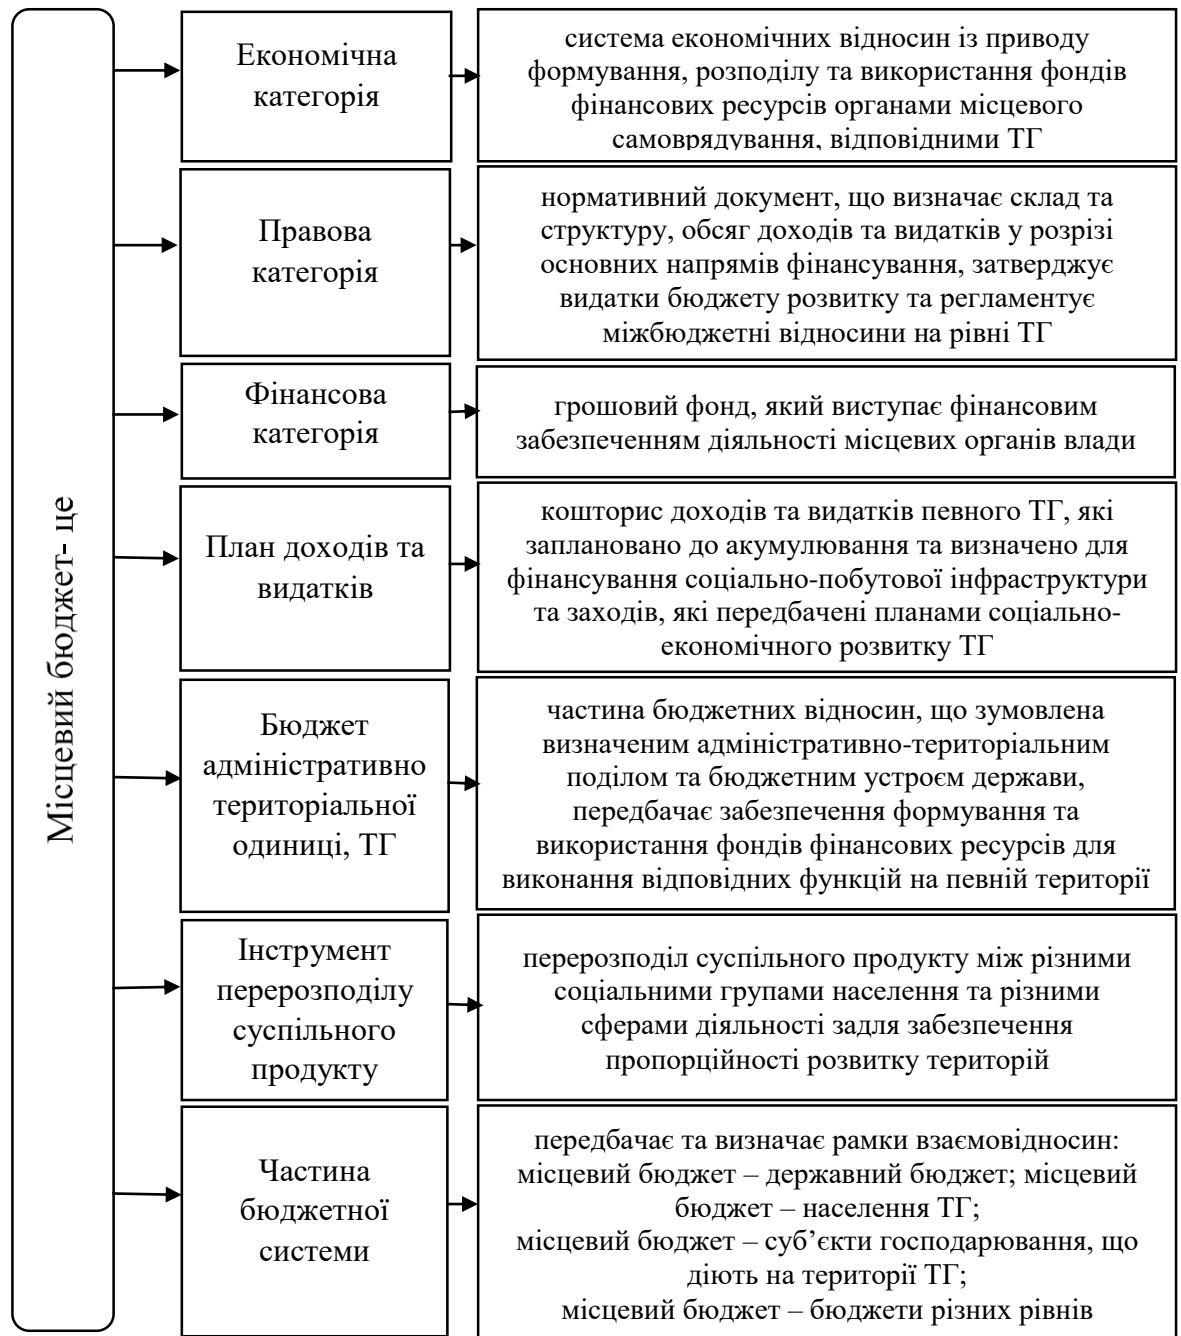 Місцевий бюджет- це
Економічна
категорія
система економічних відносин із приводу
формування, розподілу та використання фондів
фінансових ресурсів органами місцевого
самоврядування, відповідними ТГ
Правова
категорія
нормативний документ, що визначає склад та
структуру, обсяг доходів та видатків у розрізі
основних напрямів фінансування, затверджує
видатки бюджету розвитку та регламентує
міжбюджетні відносини на рівні ТГ
Фінансова
категорія
грошовий фонд, який виступає фінансовим
забезпеченням діяльності місцевих органів влади
План доходів та
видатків
кошторис доходів та видатків певного ТГ, які
заплановано до акумулювання та визначено для
фінансування соціально-побутової інфраструктури
та заходів, які передбачені планами соціально-
економічного розвитку ТГ
Бюджет
адміністративно
територіальної
одиниці, ТГ
частина бюджетних відносин, що зумовлена
визначеним адміністративно-територіальним
поділом та бюджетним устроєм держави,
передбачає забезпечення формування та
використання фондів фінансових ресурсів для
виконання відповідних функцій на певній території
Інструмент
перерозподілу
суспільного
продукту
перерозподіл суспільного продукту між різними
соціальними групами населення та різними
сферами діяльності задля забезпечення
пропорційності розвитку територій
Частина
бюджетної
системи
передбачає та визначає рамки взаємовідносин:
місцевий бюджет – державний бюджет; місцевий
бюджет – населення ТГ;
місцевий бюджет – суб’єкти господарювання, що
діють на території ТГ;
місцевий бюджет – бюджети різних рівнів